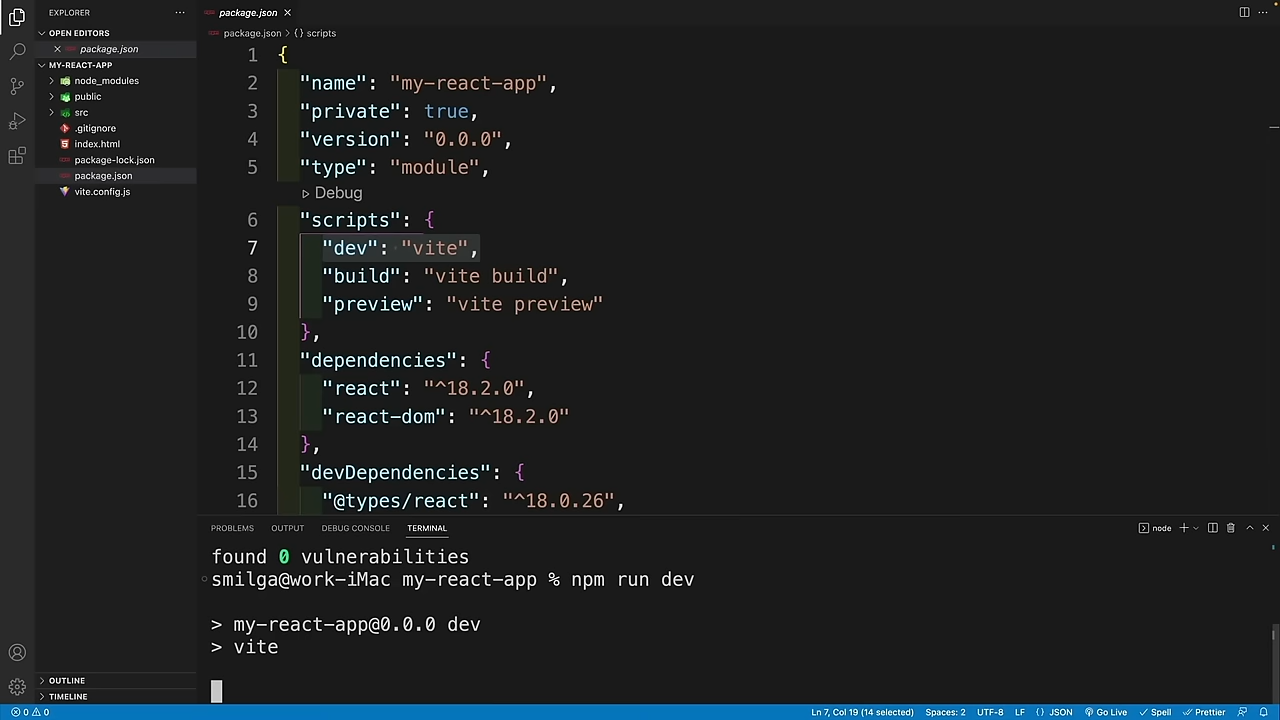 EXPLORER
OPEN EDITORS
package.json
MY-REACT-APP
node_modules
public
src
.gitignore
index.html
package-lock.json
package.json
vite.config.js
OUTLINE
TIMELINE
package.json
package.json > {} scripts
1 {
2 "name": "my-react-app",
3 "private": true,
4 "version": "0.0.0",
5 "type": "module",
Debug
6 "scripts": {
7 "dev": "vite",
8 "build": "vite build",
9 "preview": "vite preview"
10 },
11 "dependencies": {
12 "react": "^18.2.0",
13 "react-dom": "^18.2.0"
14 },
15 "devDependencies": {
16 "@types/react": "^18.0.26",
PROBLEMS OUTPUT DEBUG CONSOLE TERMINAL node
found 0 vulnerabilities
smilga@work-iMac my-react-app % npm run dev
> my-react-app@0.0.0 dev
> vite
0 0 Ln 7, Col 19 (14 selected) Spaces: 2 UTF-8 LF {} JSON Go Live Spell Prettier